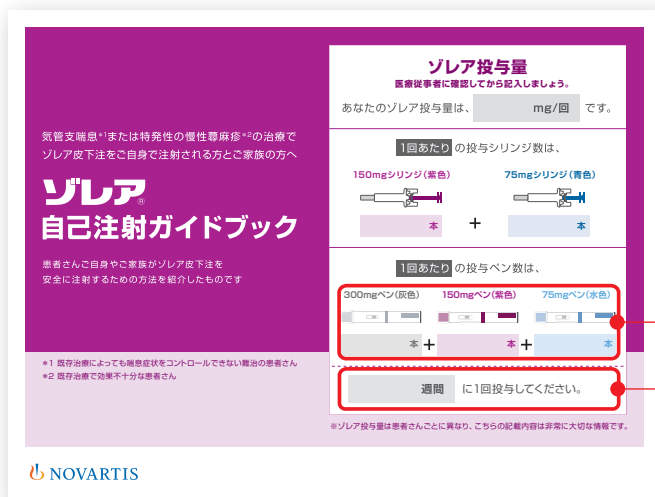 気管支喘息*1または特発性の慢性蕁麻疹*2の治療で
ゾレア皮下注をご自身で注射される方とご家族の方へ
ゾレア®
自己注射ガイドブック
患者さんご自身やご家族がゾレア皮下注を
安全に注射するための方法を紹介したものです
*1 既存治療によっても喘息症状をコントロールできない難治の患者さん
*2 既存治療で効果不十分な患者さん
ゾレア投与量
医療従事者に確認してから記入しましょう。
あなたのゾレア投与量は、 mg/回 です。
1回あたり の投与シリンジ数は、
150mgシリンジ(紫色) 75mgシリンジ(青色)
本 + 本
1回あたり の投与ペン数は、
300mgペン(灰色) 150mgペン(紫色) 75mgペン(水色)
本 + 本 + 本
週間 に1回投与してください。
※ゾレア投与量は患者さんごとに異なり、こちらの記載内容は非常に大切な情報です。
NOVARTIS